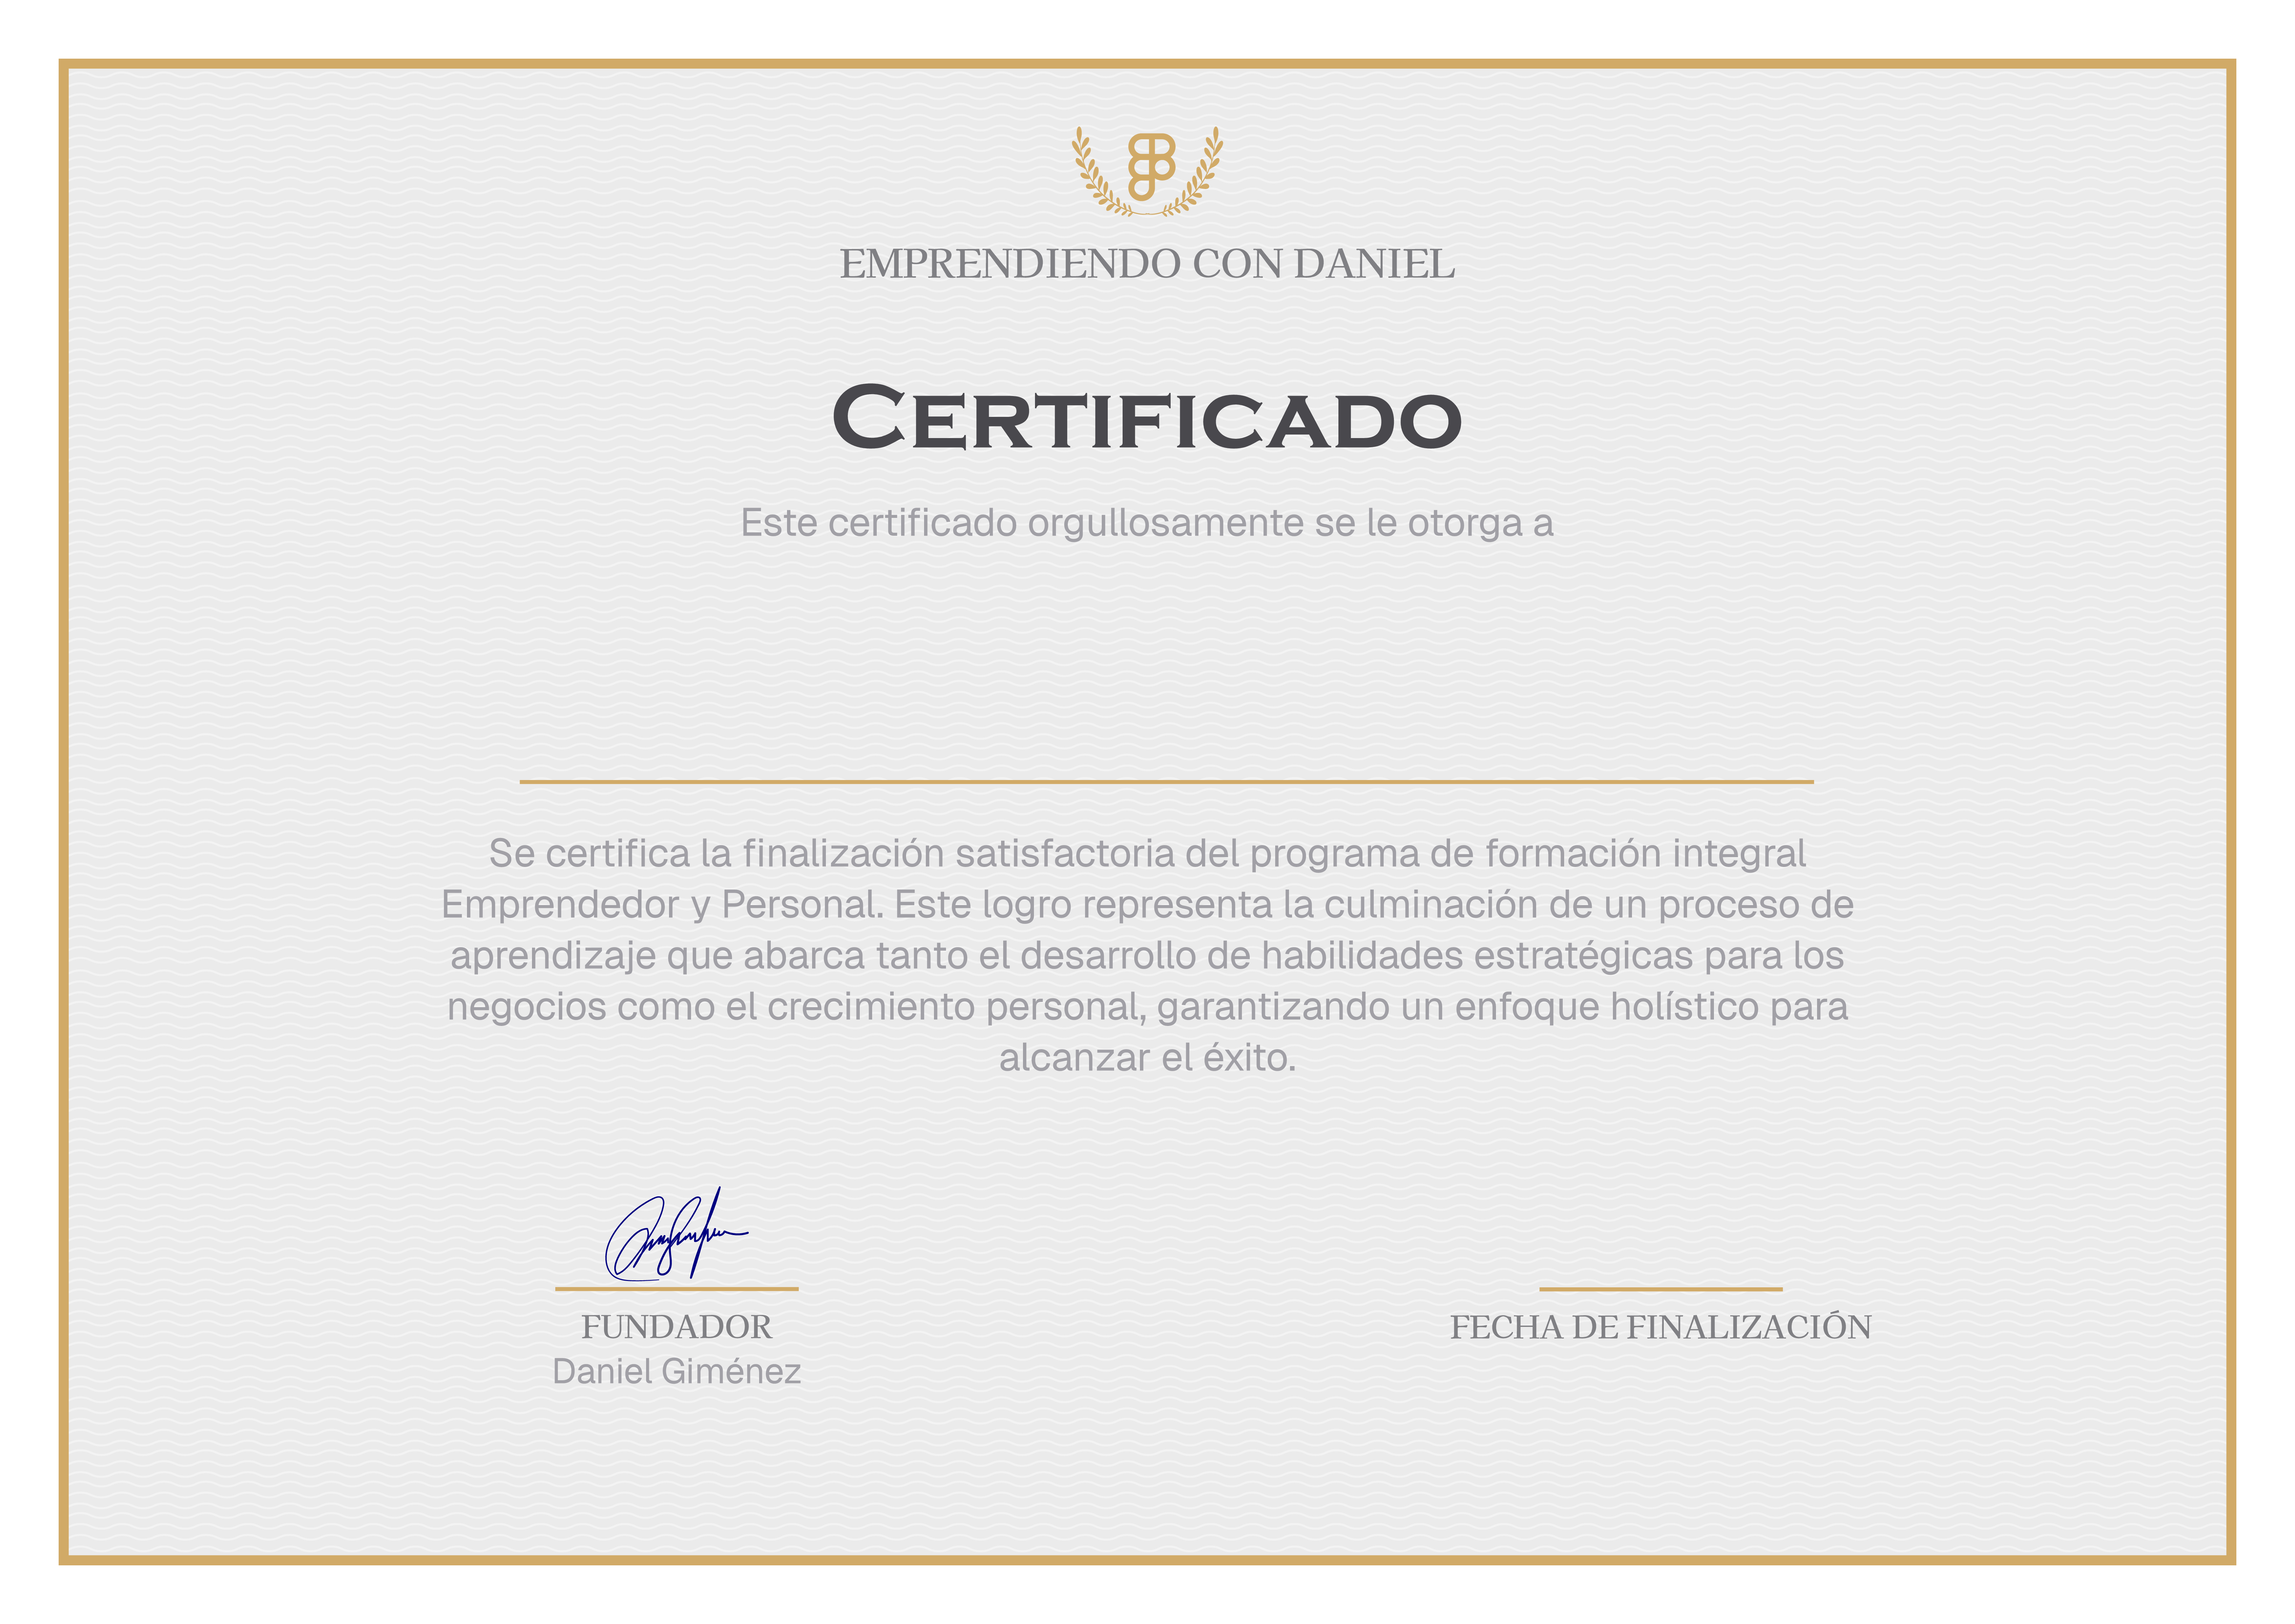 EMPRENDIENDO CON DANIEL
CERTIFICADO
Este certificado orgullosamente se le otorga a
Se certifica la finalización satisfactoria del programa de formación integral
Emprendedor y Personal. Este logro representa la culminación de un proceso de
aprendizaje que abarca tanto el desarrollo de habilidades estratégicas para los
negocios como el crecimiento personal, garantizando un enfoque holístico para
alcanzar el éxito.
FUNDADOR
Daniel Giménez
FECHA DE FINALIZACIÓN